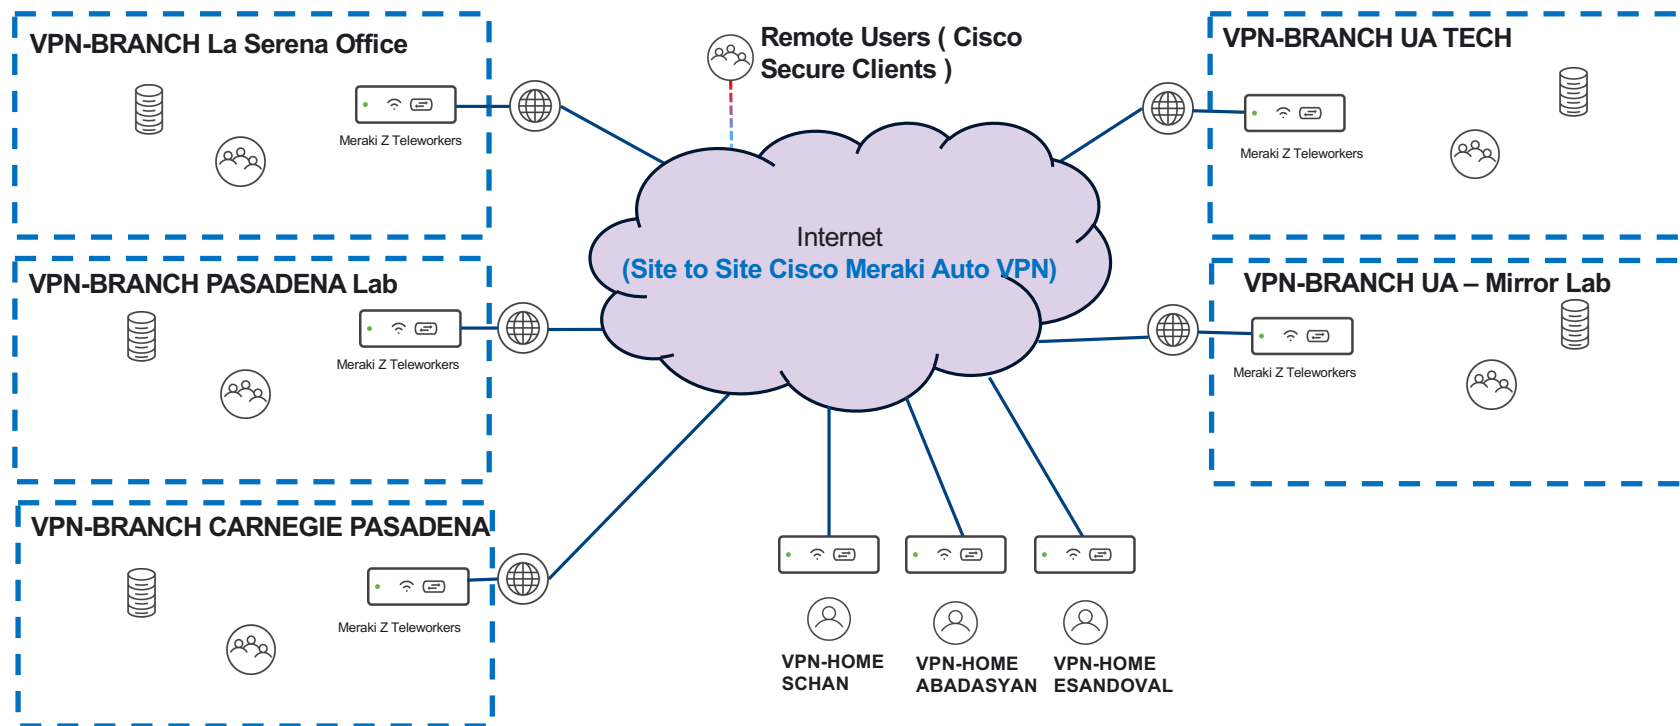 VPN-BRANCH La Serena Office
Meraki Z Teleworkers
Remote Users ( Cisco
Secure Clients )
VPN-BRANCH UA TECH
Meraki Z Teleworkers
Internet
(Site to Site Cisco Meraki Auto VPN)
VPN-BRANCH PASADENA Lab
Meraki Z Teleworkers
VPN-BRANCH UA – Mirror Lab
Meraki Z Teleworkers
VPN-BRANCH CARNEGIE PASADENA
Meraki Z Teleworkers
VPN-HOME
SCHAN
VPN-HOME
ABADASYAN
VPN-HOME
ESANDOVAL